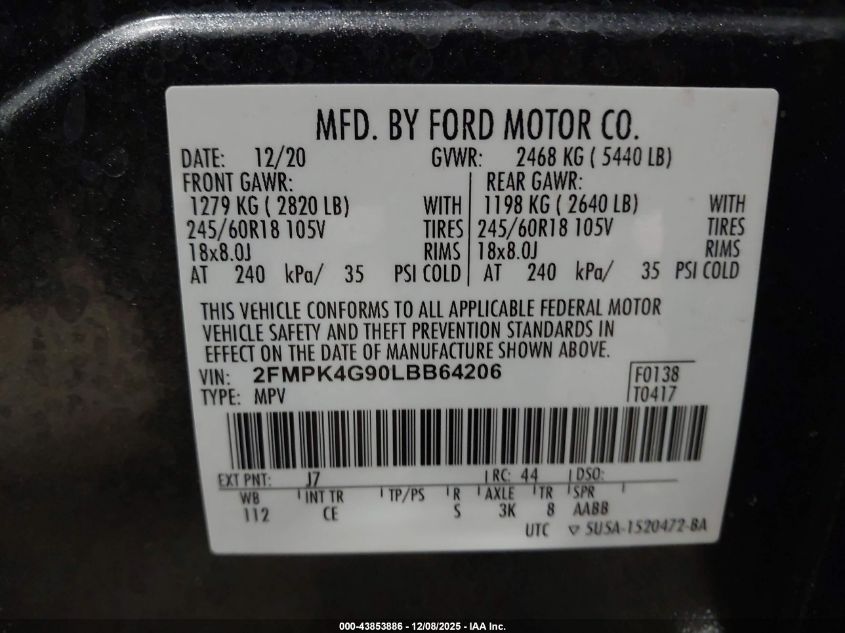 MFD. BY FORD MOTOR CO.
DATE: 12/20 GVWR: 2468 KG ( 5440 LB)
FRONT GAWR: REAR GAWR:
1279 KG ( 2820 LB) WITH 1198 KG ( 2640 LB) WITH
245/60R18 105V TIRES 245/60R18 105V TIRES
18x8.0J RIMS 18x8.0J RIMS
AT 240 kPa/ 35 PSI COLD AT 240 kPa/ 35 PSI COLD
THIS VEHICLE CONFORMS TO ALL APPLICABLE FEDERAL MOTOR
VEHICLE SAFETY AND THEFT PREVENTION STANDARDS IN
EFFECT ON THE DATE OF MANUFACTURE SHOWN ABOVE.
VIN: 2FMPK4G90LBB64206 F0138
TYPE: MPV T0417
EXT PNT: J7 RC: 44 DSO:
WB INT TR TP/PS R AXLE TR SPR
112 CE S 3K 8 AABB
UTC 5U5A-1520472-BA
000-43853886 - 12/08/2025 - IAA Inc.